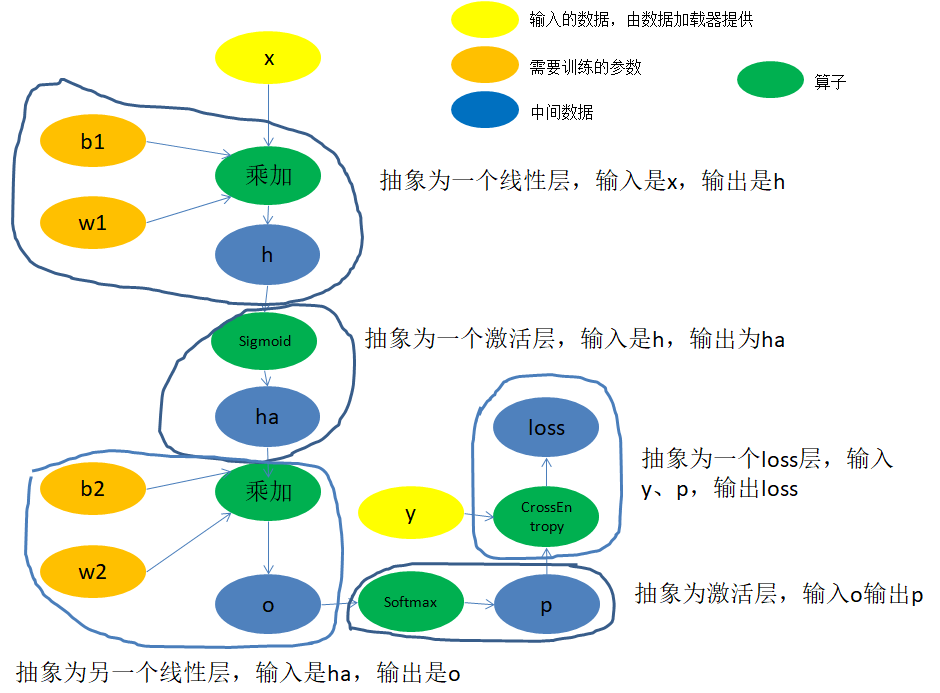 输入的数据，由数据加载器提供
x
需要训练的参数
算子
中间数据
b1
乘加
抽象为一个线性层，输入是x，输出是h
w1
h
Sigmoid
抽象为一个激活层，输入是h，输出为ha
ha
loss
抽象为一个loss层，输入
y、p，输出loss
b2
乘加
y
CrossEn
tropy
w2
o
Softmax
p
抽象为激活层，输入o输出p
抽象为另一个线性层，输入是ha，输出是o